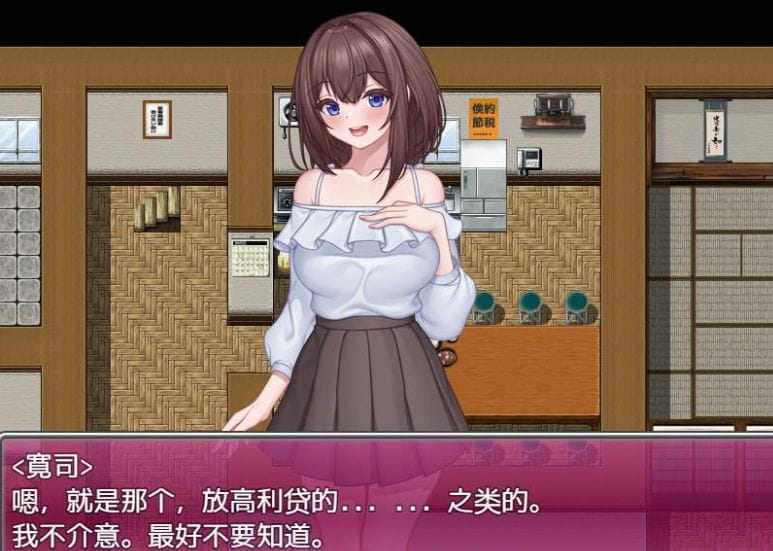 倹約
節税
<寛司>
嗯，就是那个，放高利贷的... ... 之类的。
我不介意。最好不要知道。